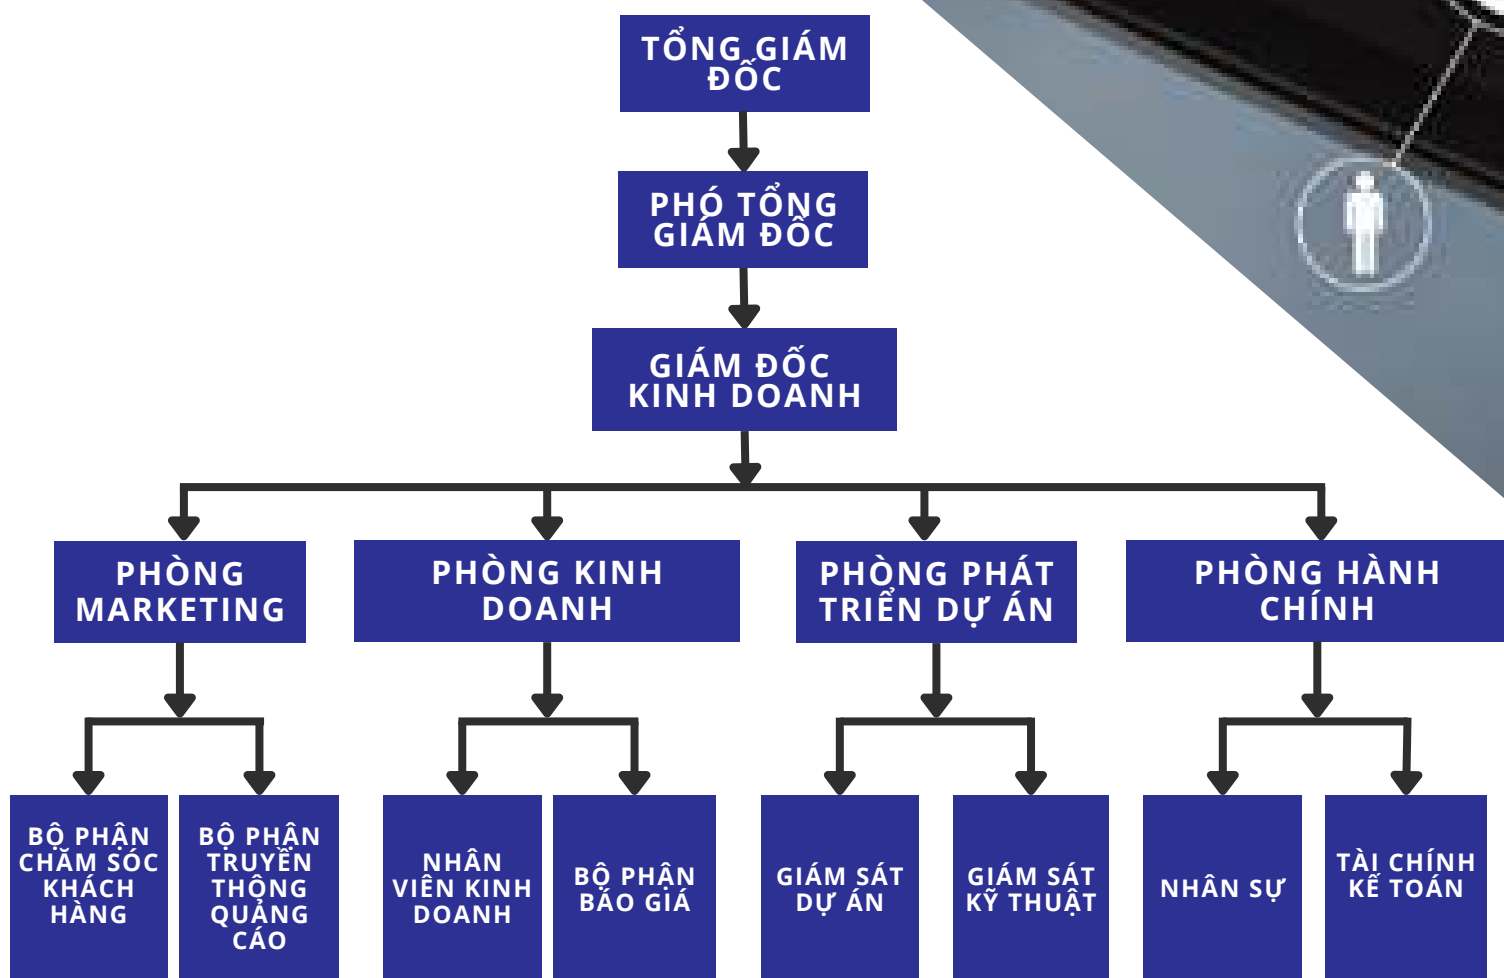 TỔNG GIÁM
ĐỐC
PHÓ TỔNG
GIÁM ĐỐC
GIÁM ĐỐC
KINH DOANH
PHÒNG
MARKETING
PHÒNG KINH
DOANH
PHÒNG PHÁT
TRIỂN DỰ ÁN
PHÒNG HÀNH
CHÍNH
BỘ PHẬN
CHĂM SÓC
KHÁCH
HÀNG
BỘ PHẬN
TRUYỀN
THÔNG
QUẢNG
CÁO
NHÂN
VIÊN KINH
DOANH
BỘ PHẬN
BÁO GIÁ
GIÁM SÁT
DỰ ÁN
GIÁM SÁT
KỸ THUẬT
NHÂN SỰ
TÀI CHÍNH
KẾ TOÁN